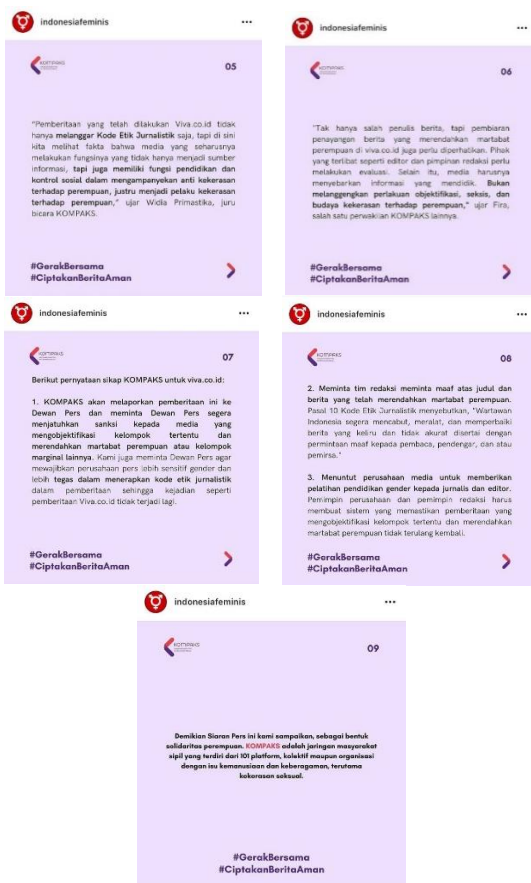 indonesiafeminis
KOMPAKS
05
"Pemberitaan yang telah dilakukan Viva.co.id tidak
hanya melanggar Kode Etik Jurnalistik saja, tapi di sini
kita melihat fakta bahwa media yang seharusnya
melakukan fungsinya yang tidak hanya menjadi sumber
informasi, tapi juga memiliki fungsi pendidikan dan
kontrol sosial dalam mengampanyekan anti kekerasan
terhadap perempuan, justru menjadi pelaku kekerasan
terhadap perempuan," ujar Widia Primastika, juru
bicara KOMPAKS.
#GerakBersama
#CiptakanBeritaAman
indonesiafeminis
KOMPAKS
06
"Tak hanya salah penulis berita, tapi pembiaran
penayangan berita yang merendahkan martabat
perempuan di viva.co.id juga perlu diperhatikan. Pihak
yang terlibat seperti editor dan pimpinan redaksi perlu
melakukan evaluasi. Selain itu, media harusnya
menyebarkan informasi yang mendidik. Bukan
melanggengkan perlakuan objektifikasi, seksis, dan
budaya kekerasan terhadap perempuan," ujar Fira,
salah satu perwakilan KOMPAKS lainnya.
#GerakBersama
#CiptakanBeritaAman
indonesiafeminis
KOMPAKS
07
Berikut pernyataan sikap KOMPAKS untuk viva.co.id:
1. KOMPAKS akan melaporkan pemberitaan ini ke
Dewan Pers dan meminta Dewan Pers segera
menjatuhkan sanksi kepada media yang
mengobjektifikasi kelompok tertentu dan
merendahkan martabat perempuan atau kelompok
marginal lainnya. Kami juga meminta Dewan Pers agar
mewajibkan perusahaan pers lebih sensitif gender dan
lebih tegas dalam menerapkan kode etik jurnalistik
dalam pemberitaan sehingga kejadian seperti
pemberitaan Viva.co.id tidak terjadi lagi.
#GerakBersama
#CiptakanBeritaAman
indonesiafeminis
KOMPAKS
08
2. Meminta tim redaksi meminta maaf atas judul dan
berita yang telah merendahkan martabat perempuan.
Pasal 10 Kode Etik Jurnalistik menyebutkan, "Wartawan
Indonesia segera mencabut, meralat, dan memperbaiki
berita yang keliru dan tidak akurat disertai dengan
permintaan maaf kepada pembaca, pendengar, dan atau
pemirsa."
3. Menuntut perusahaan media untuk memberikan
pelatihan pendidikan gender kepada jurnalis dan editor.
Pemimpin perusahaan dan pemimpin redaksi harus
membuat sistem yang memastikan pemberitaan yang
mengobjektifikasi kelompok tertentu dan merendahkan
martabat perempuan tidak terulang kembali.
#GerakBersama
#CiptakanBeritaAman
indonesiafeminis
KOMPAKS
09
Demikian Siaran Pers ini kami sampaikan, sebagai bentuk
solidaritas perempuan. KOMPAKS adalah jaringan masyarakat
sipil yang terdiri dari 101 platform, kolektif maupun organisasi
dengan isu kemanusiaan dan keberagaman, terutama
kekerasan seksual.
#GerakBersama
#CiptakanBeritaAman